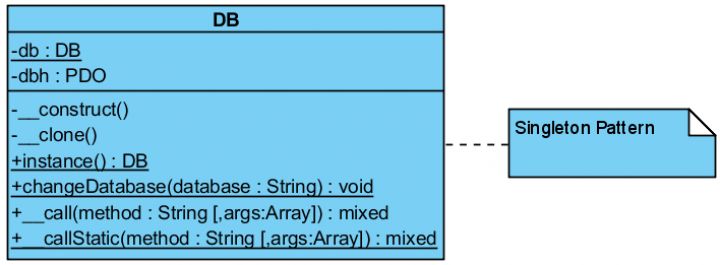 DB
-db : DB
-dbh : PDO
-__construct()
-__clone()
+instance() : DB
+changeDatabase(database : String) : void
+__call(method : String [,args:Array]) : mixed
+__callStatic(method : String [,args:Array]) : mixed
Singleton Pattern